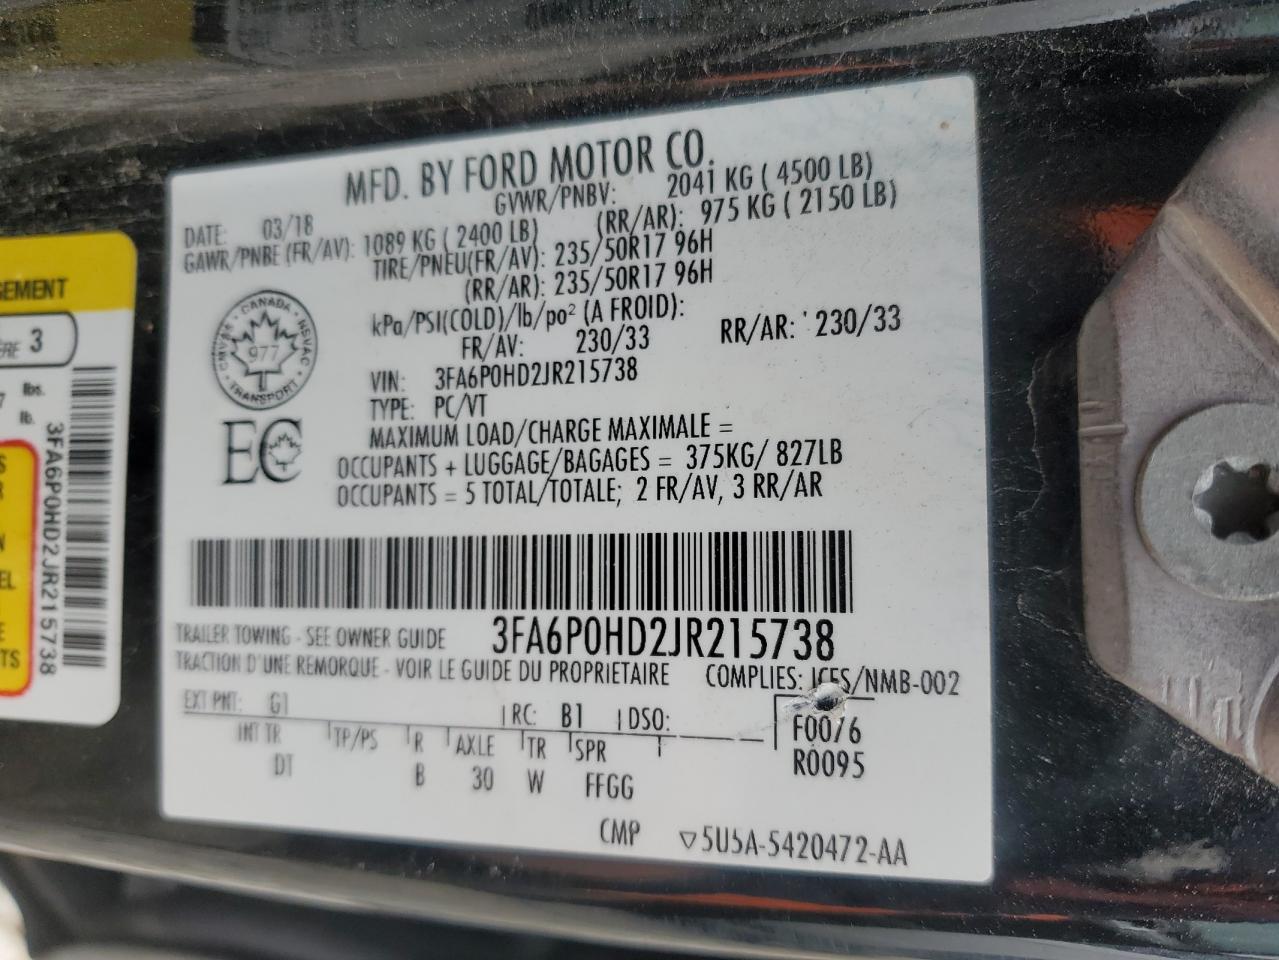 MFD. BY FORD MOTOR CO.
DATE: 03/18 GVWR/PNBV: 2041 KG ( 4500 LB)
GAWR/PNBE (FR/AV): 1089 KG ( 2400 LB) (RR/AR): 975 KG ( 2150 LB)
TIRE/PNEU(FR/AV): 235/50R17 96H
(RR/AR): 235/50R17 96H
kPa/PSI(COLD)/lb/po² (A FROID):
FR/AV: 230/33 RR/AR: 230/33
VIN: 3FA6P0HD2JR215738
TYPE: PC/VT
MAXIMUM LOAD/CHARGE MAXIMALE =
OCCUPANTS + LUGGAGE/BAGAGES = 375KG/ 827LB
OCCUPANTS = 5 TOTAL/TOTALE; 2 FR/AV, 3 RR/AR
CANADA
CMVSS NSVAC
977
TRANSPORT
EC
TRAILER TOWING - SEE OWNER GUIDE 3FA6P0HD2JR215738
TRACTION D'UNE REMORQUE - VOIR LE GUIDE DU PROPRIETAIRE COMPLIES: ICES/NMB-002
EXT PNT: G1 RC: B1 DSO:
F0076
R0095
INT TR TP/PS R AXLE TR SPR
DT B 30 W FFGG
CMP ▽5U5A-5420472-AA
GEMENT
3
lbs.
lb.
3FA6P0HD2JR215738